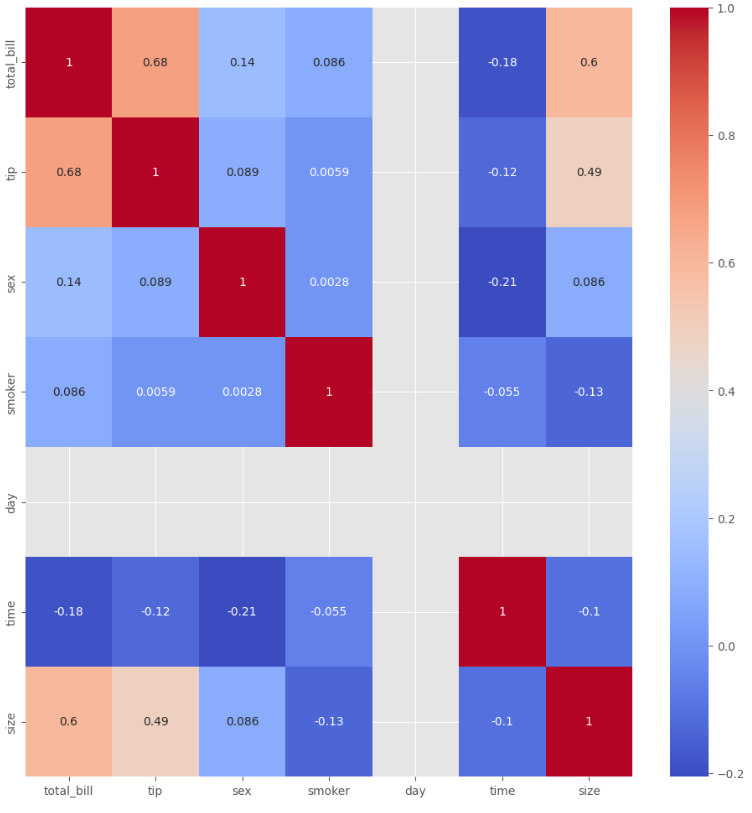 total_bill 1 0.68 0.14 0.086 -0.18 0.6
tip 0.68 1 0.089 0.0059 -0.12 0.49
sex 0.14 0.089 1 0.0028 -0.21 0.086
smoker 0.086 0.0059 0.0028 1 -0.055 -0.13
day
time -0.18 -0.12 -0.21 -0.055 1 -0.1
size 0.6 0.49 0.086 -0.13 -0.1 1
total_bill tip sex smoker day time size
1.0
0.8
0.6
0.4
0.2
0.0
−0.2